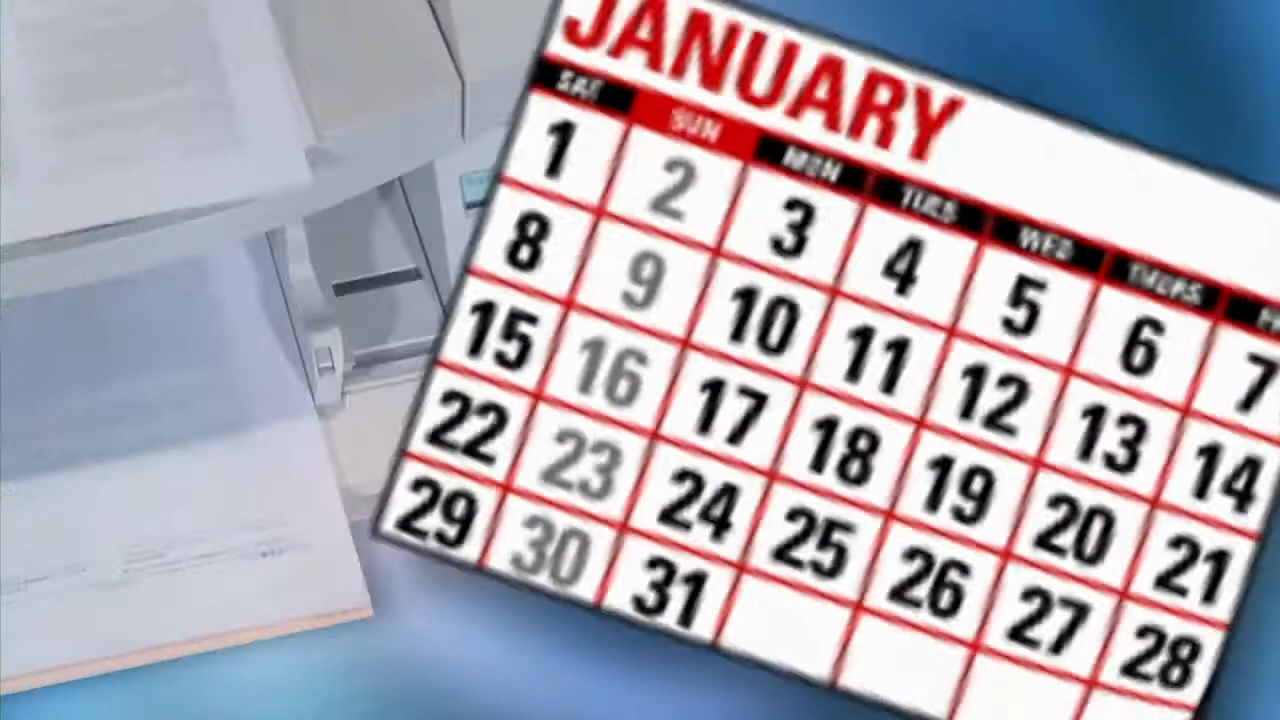 JANUARY
SAT SUN MON TUES WED THURS
1 2 3 4 5 6 7
8 9 10 11 12 13 14
15 16 17 18 19 20 21
22 23 24 25 26 27 28
29 30 31